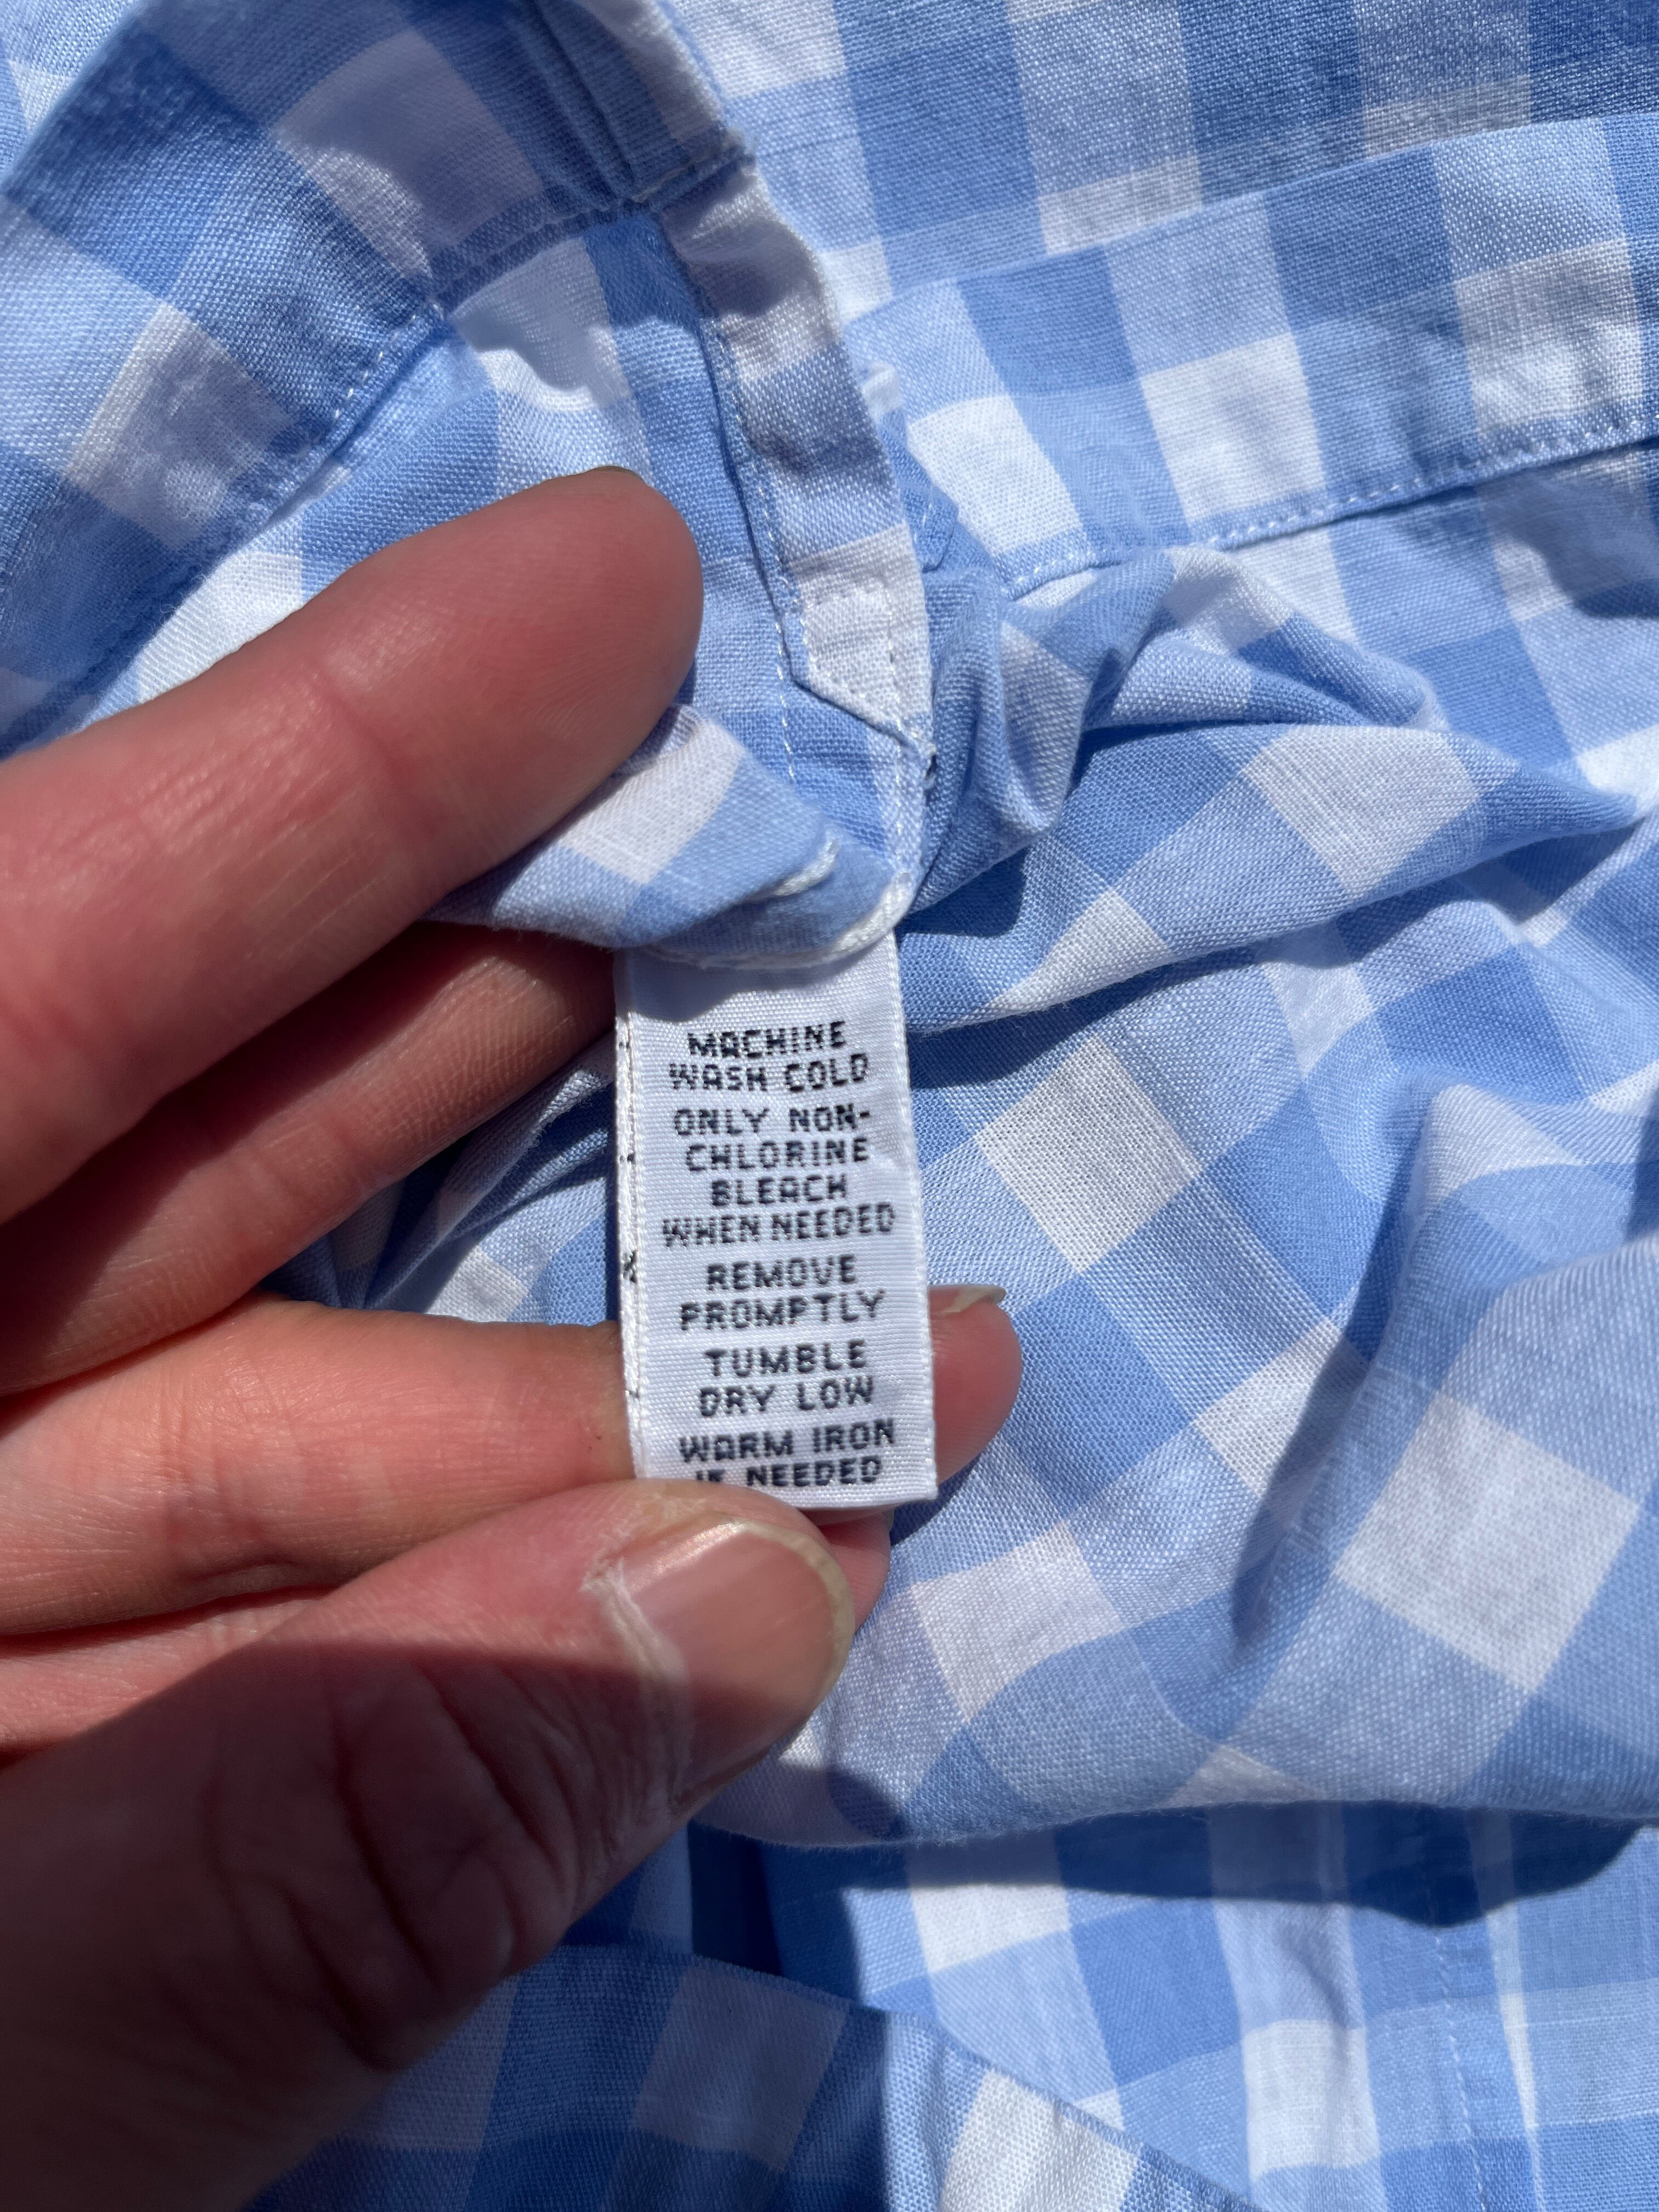 MACHINE
WASH COLD
ONLY NON-
CHLORINE
BLEACH
WHEN NEEDED
REMOVE
PROMPTLY
TUMBLE
DRY LOW
WARM IRON
IF NEEDED